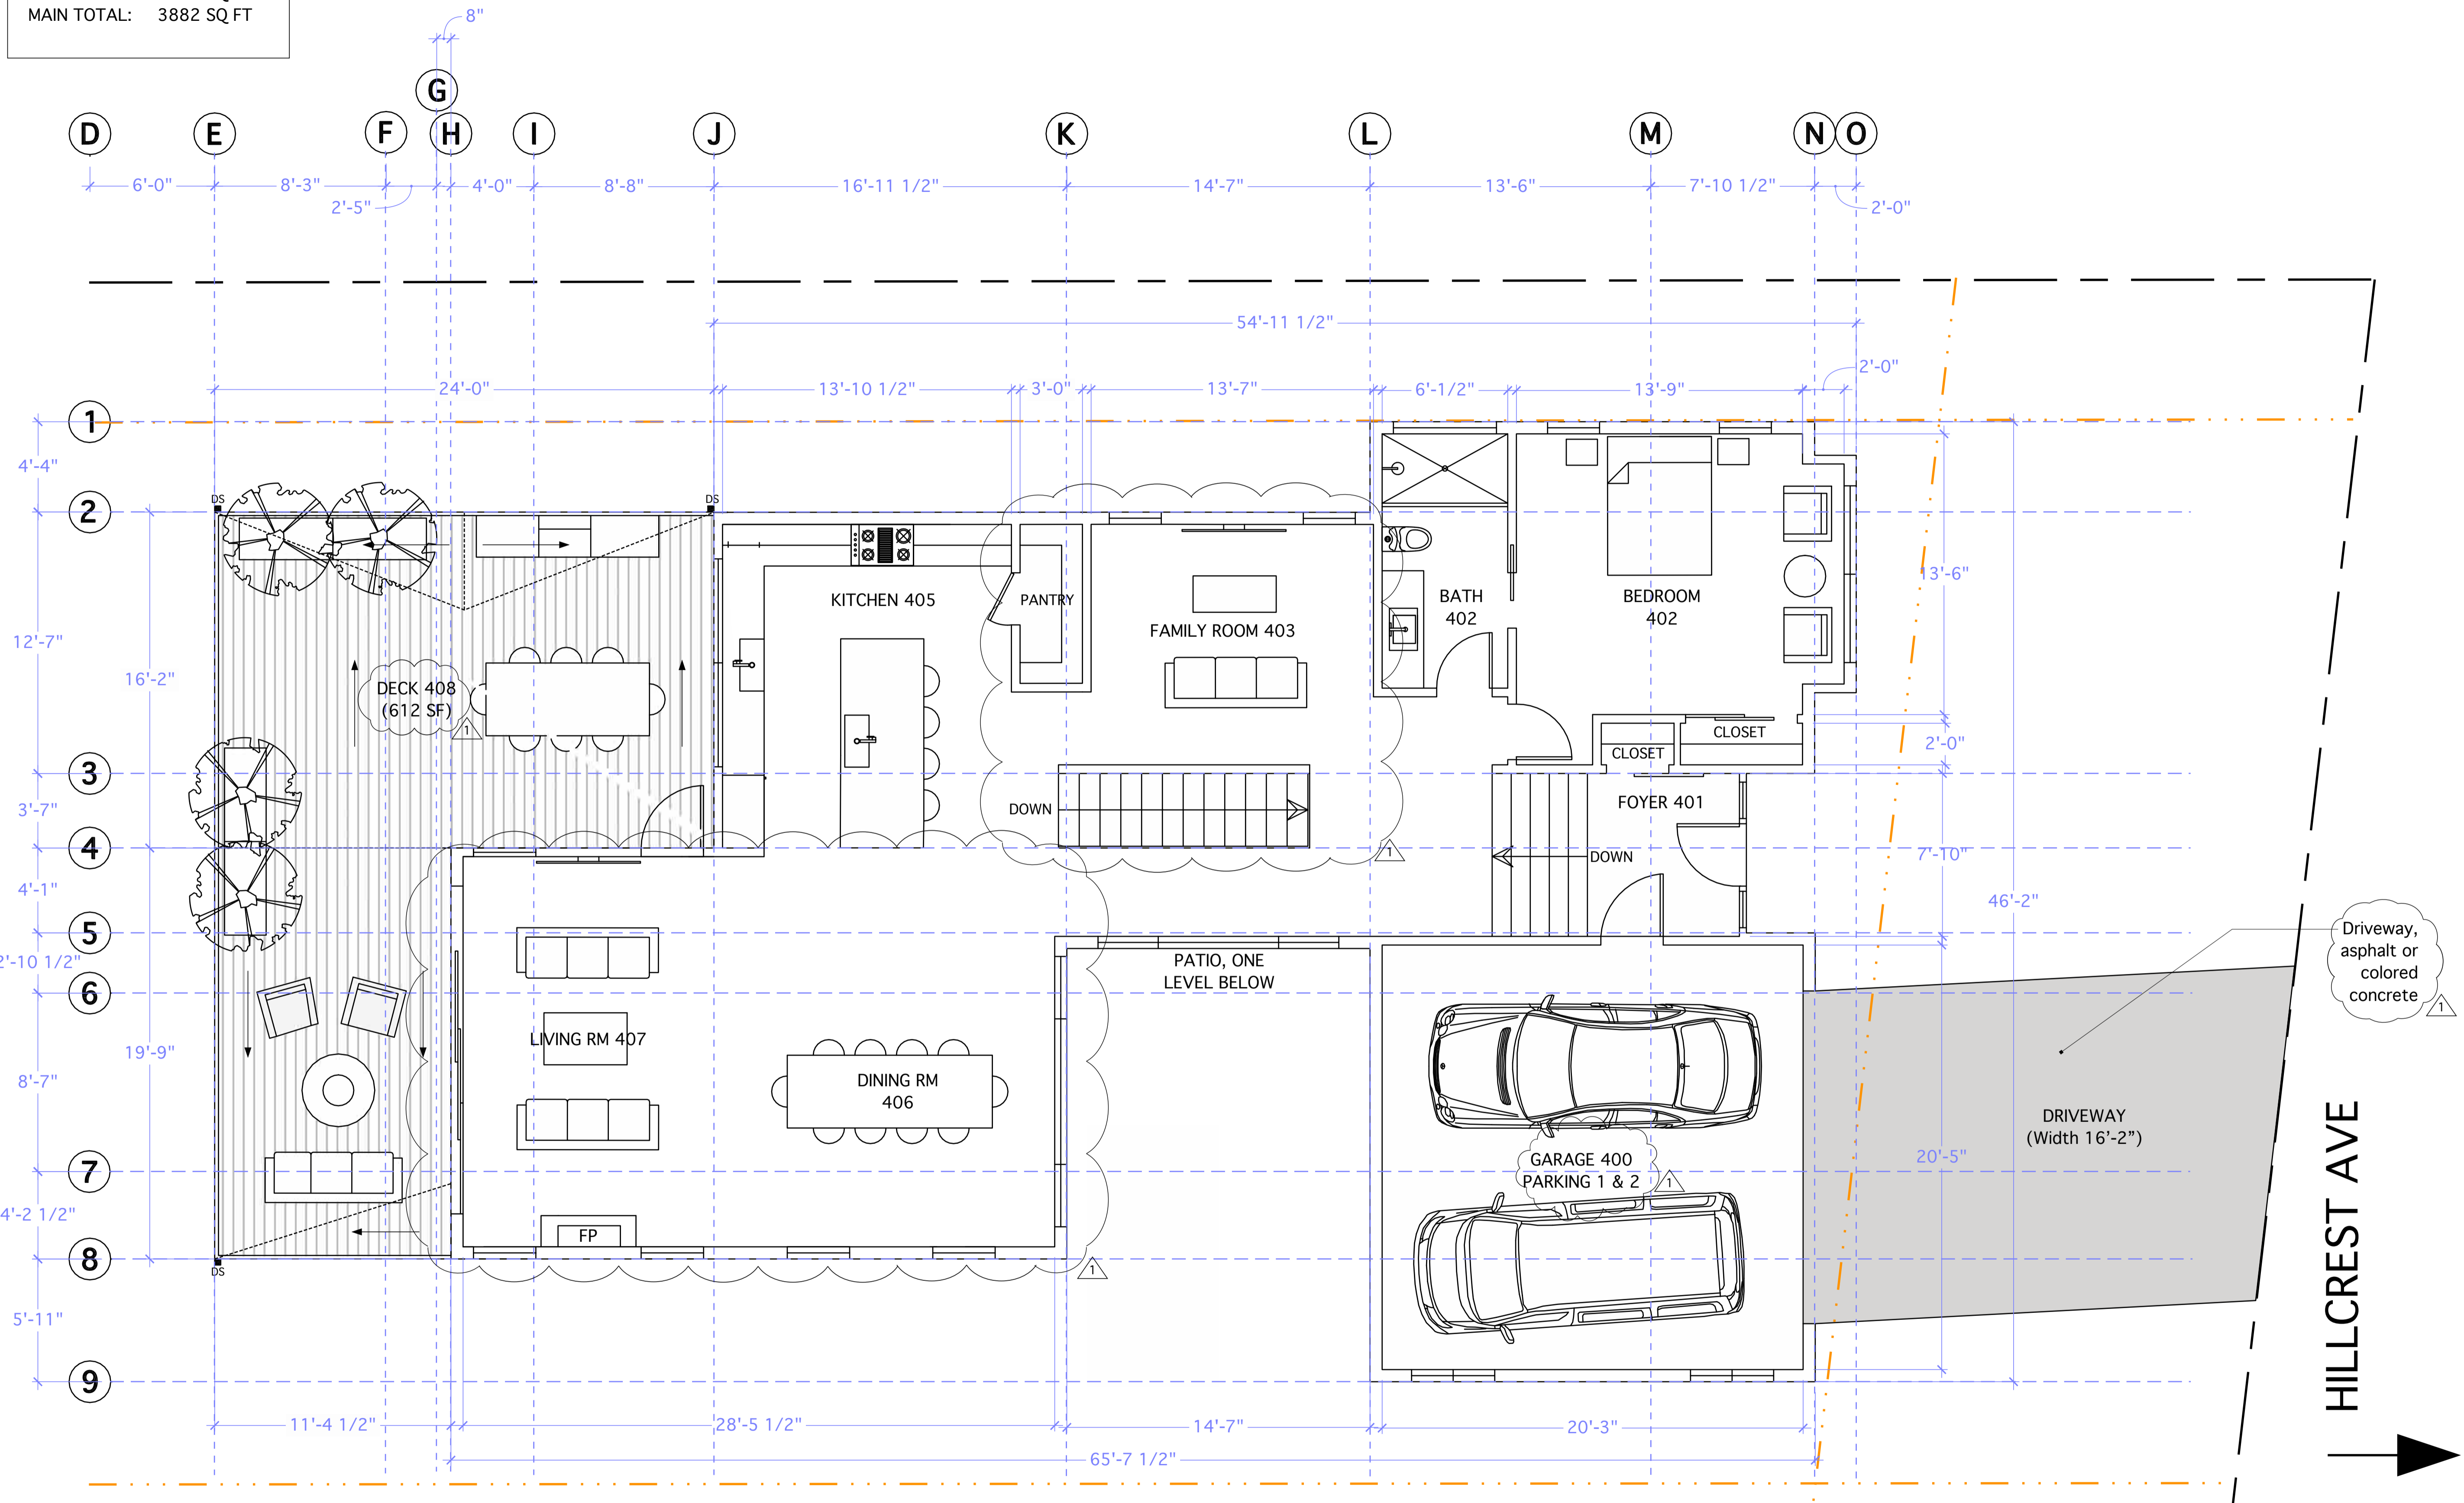 MAIN TOTAL: 3882 SQ FT
8"
G
D
E
F
H
I
J
K
L
M
N
O
6'-0"
8'-3"
4'-0"
8'-8"
16'-11 1/2"
14'-7"
13'-6"
7'-10 1/2"
2'-5"
2'-0"
54'-11 1/2"
2'-0"
24'-0"
13'-10 1/2"
3'-0"
13'-7"
6'-1/2"
13'-9"
1
4'-4"
DS
DS
2
13'-6"
KITCHEN 405
PANTRY
BATH
402
BEDROOM
402
FAMILY ROOM 403
12'-7"
16'-2"
DECK 408
(612 SF)
1
CLOSET
CLOSET
2'-0"
3
FOYER 401
3'-7"
DOWN
4
1
DOWN
7'-10"
4'-1"
46'-2"
5
Driveway,
asphalt or
colored
concrete
1
2'-10 1/2"
PATIO, ONE
LEVEL BELOW
6
LIVING RM 407
19'-9"
8'-7"
DINING RM
406
DRIVEWAY
(Width 16'-2”)
GARAGE 400
PARKING 1 & 2
1
20'-5"
7
4'-2 1/2"
FP
8
DS
1
HILLCREST AVE
5'-11"
9
11'-4 1/2"
28'-5 1/2"
14'-7"
20'-3"
65'-7 1/2"